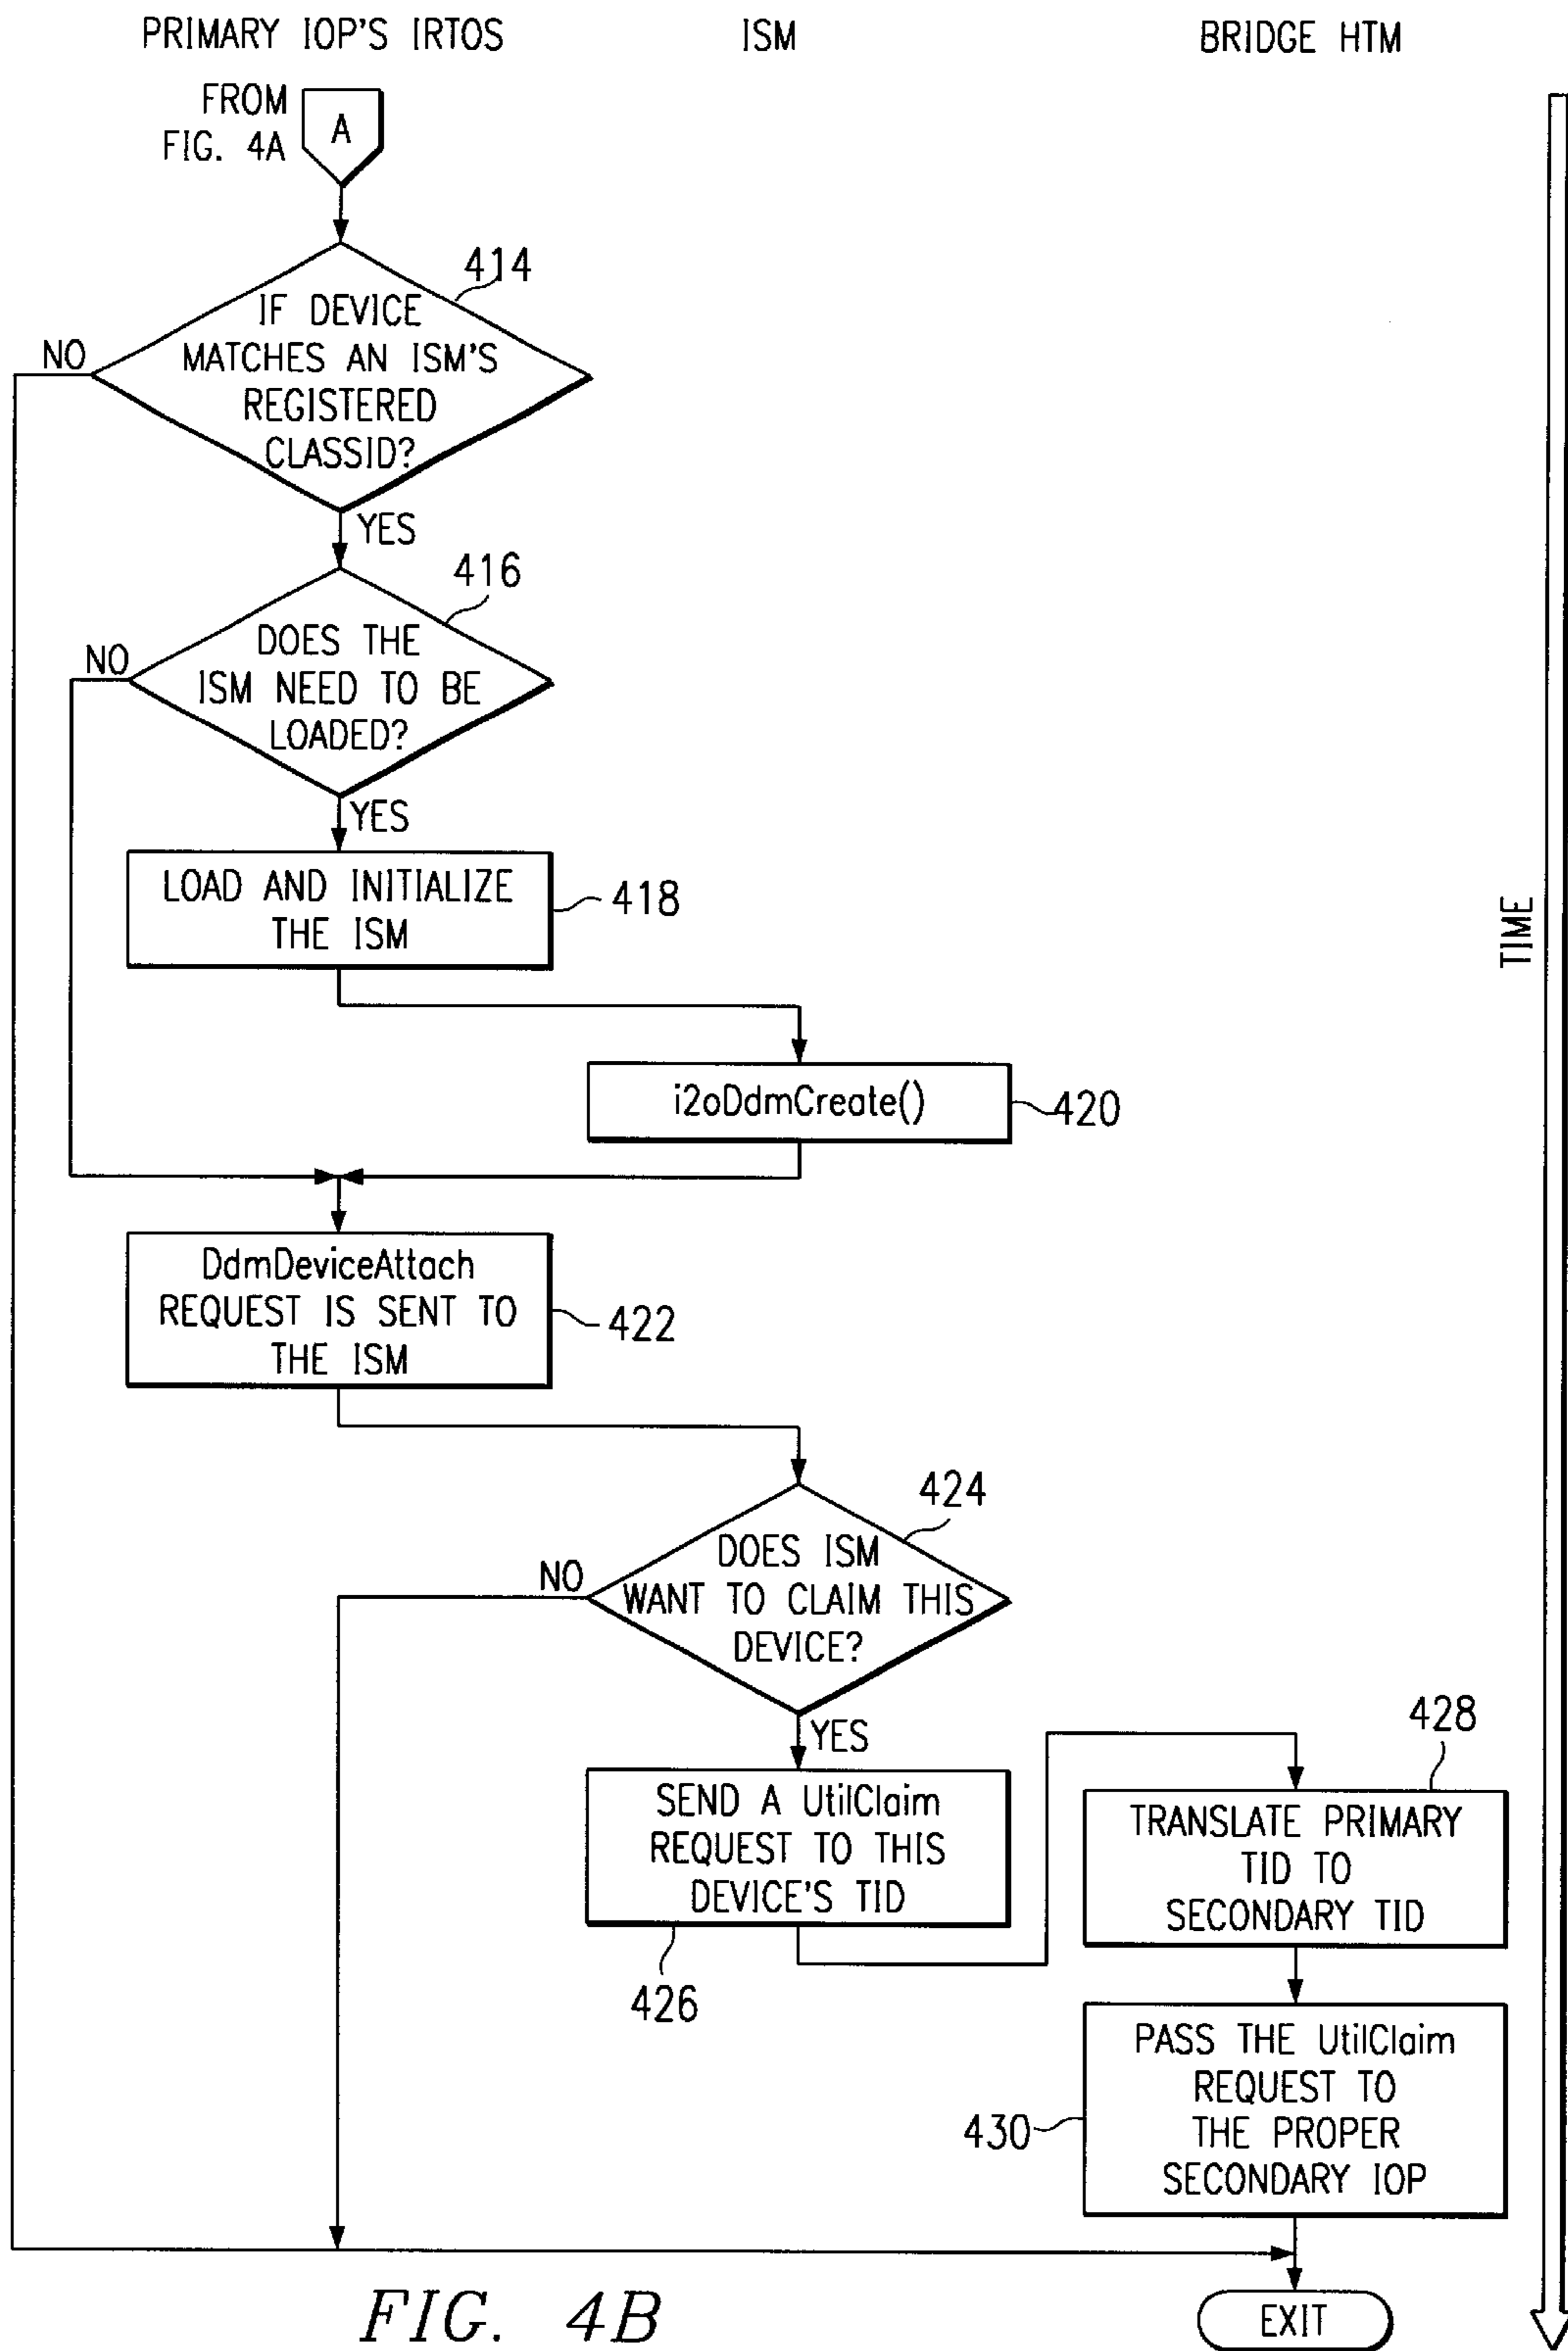 PRIMARY IOP'S IRTOS
ISM
BRIDGE HTM
FROM
FIG. 4A
A
414
IF DEVICE
MATCHES AN ISM'S
REGISTERED
CLASSID?
NO
YES
416
DOES THE
ISM NEED TO BE
LOADED?
NO
YES
LOAD AND INITIALIZE
THE ISM
418
TIME
i2oDdmCreate()
420
DdmDeviceAttach
REQUEST IS SENT TO
THE ISM
422
424
DOES ISM
WANT TO CLAIM THIS
DEVICE?
NO
YES
SEND A UtilClaim
REQUEST TO THIS
DEVICE'S TID
426
428
TRANSLATE PRIMARY
TID TO
SECONDARY TID
PASS THE UtilClaim
REQUEST TO
THE PROPER
SECONDARY IOP
430
EXIT
FIG. 4B